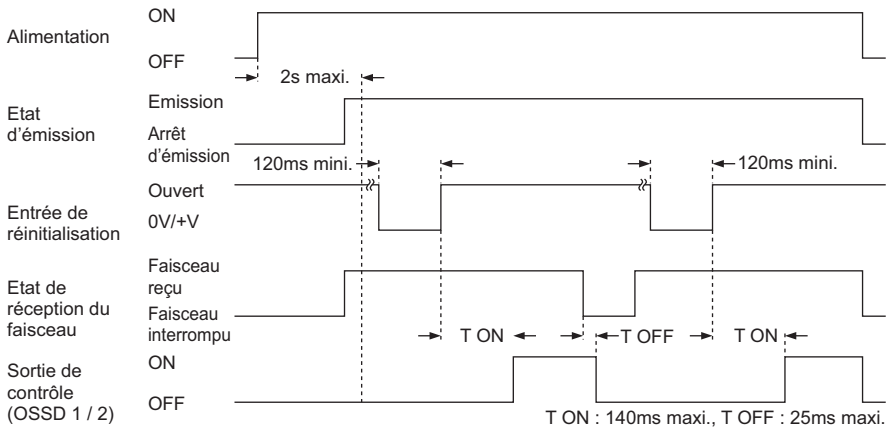 Alimentation
ON
OFF
2s maxi.
Etat
d'émission
Emission
Arrêt
d'émission
120ms mini.
120ms mini.
Entrée de
réinitialisation
Ouvert
0V/+V
Etat de
réception du
faisceau
Faisceau
reçu
Faisceau
interrompu
T ON
T OFF
T ON
Sortie de
contrôle
(OSSD 1 / 2)
ON
OFF
T ON : 140ms maxi., T OFF : 25ms maxi.